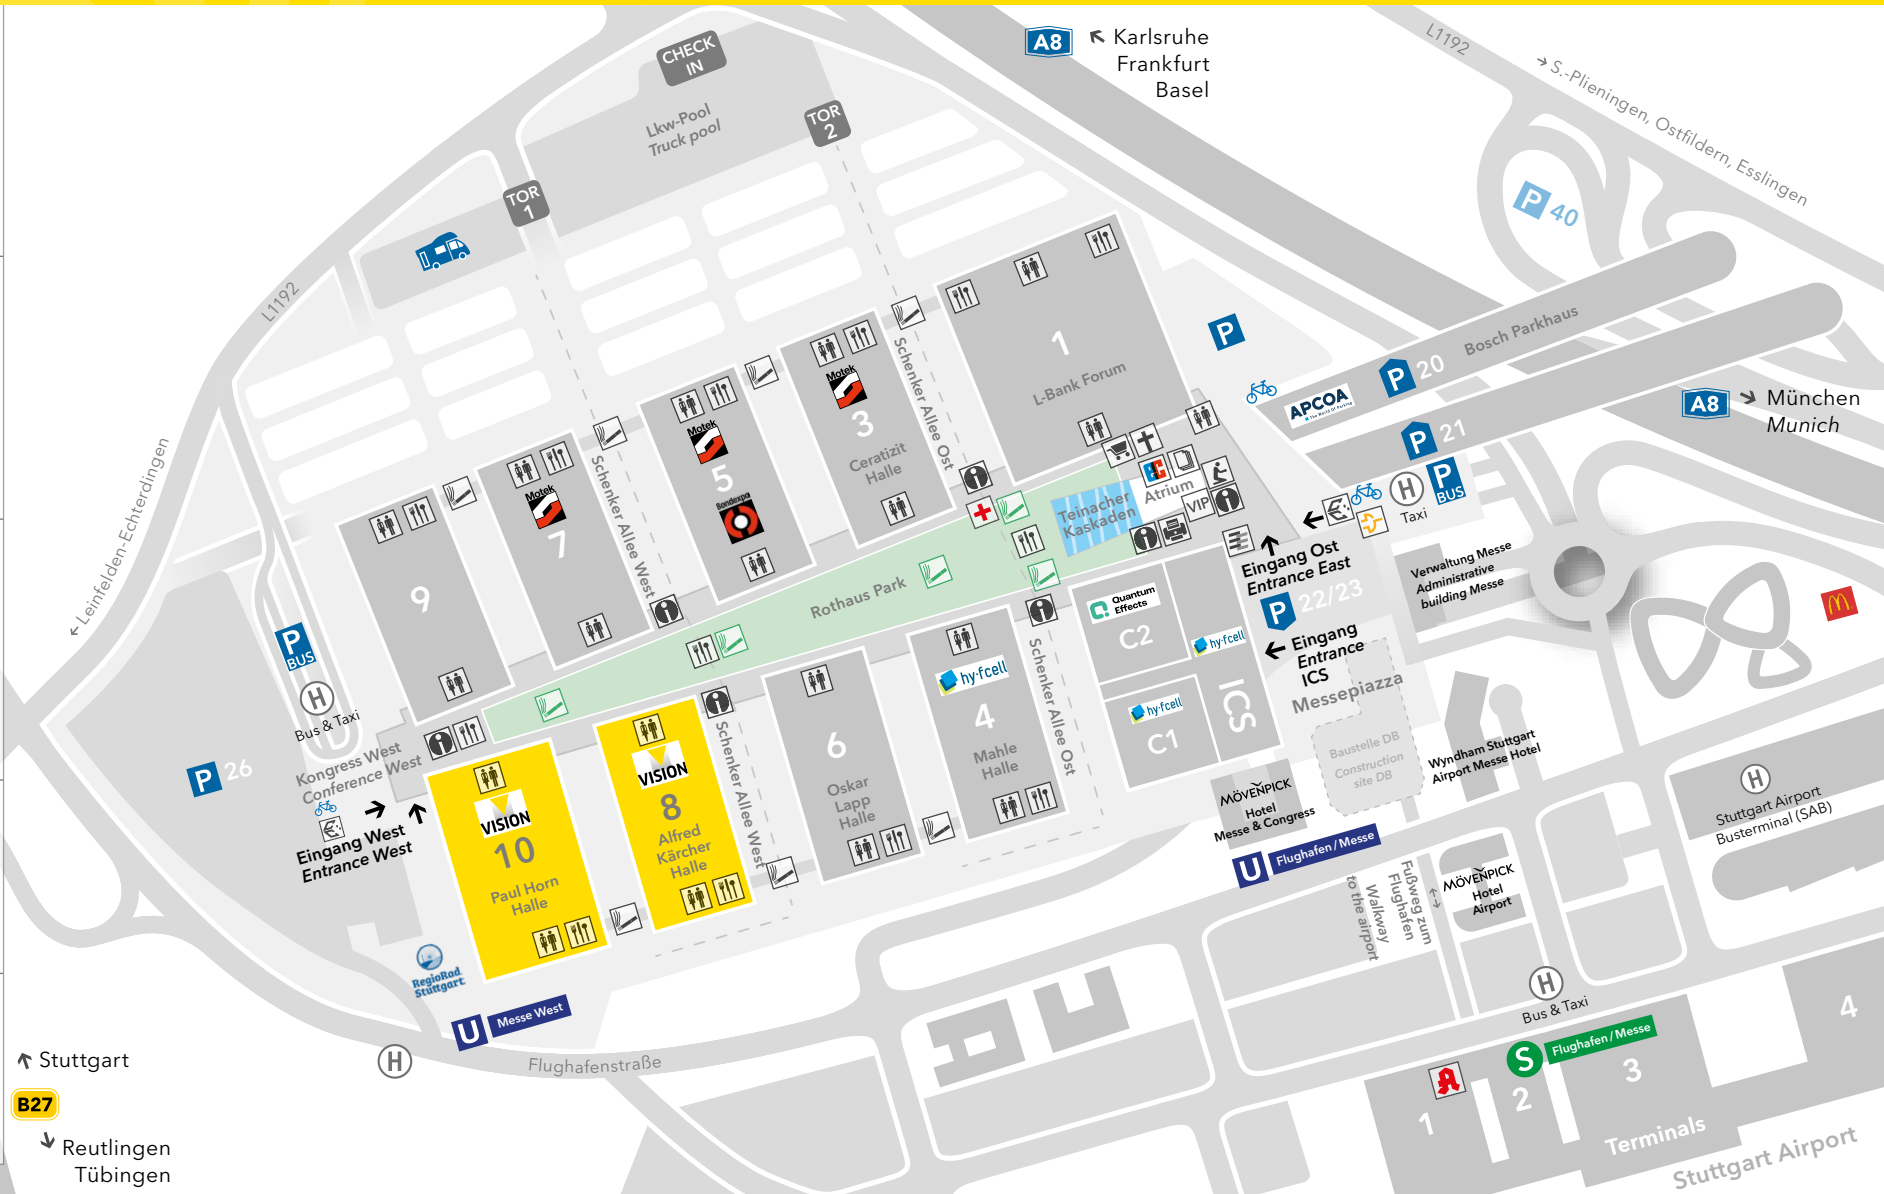 A8
Karlsruhe
Frankfurt
Basel
L1192
S.-Plieningen, Ostfildern, Esslingen
CHECK
IN
Lkw-Pool
Truck pool
TOR
2
TOR
1
P 40
L1192
Leinfelden-Echterdingen
P
1
L-Bank Forum
Bosch Parkhaus
P 20
APCOA
P 21
A8
München
Munich
Motek
3
Ceratizit
Halle
Schenker Allee Ost
Motek
5
Bondexpo
Motek
7
Schenker Allee West
9
EC
Atrium
VIP
Teinacher
Kaskaden
H
Taxi
P
BUS
Eingang Ost
Entrance East
P 22/23
Verwaltung Messe
Administrative
building Messe
Rothaus Park
Quantum
Effects
C2
hy-fcell
Eingang
Entrance
ICS
Messepiazza
ICS
hy-fcell
C1
hy-fcell
4
Mahle
Halle
Schenker Allee Ost
6
Oskar
Lapp
Halle
VISION
8
Alfred
Kärcher
Halle
Schenker Allee West
VISION
10
Paul Horn
Halle
P
BUS
H
Bus & Taxi
Kongress West
Conference West
P 26
Eingang West
Entrance West
Baustelle DB
Construction
site DB
Wyndham Stuttgart
Airport Messe Hotel
MÖVENPICK
Hotel
Messe & Congress
U Flughafen / Messe
H
Stuttgart Airport
Busterminal (SAB)
Fußweg zum
Flughafen
Walkway
to the airport
MÖVENPICK
Hotel
Airport
RegioRad
Stuttgart
U Messe West
H
Flughafenstraße
H
Bus & Taxi
S Flughafen / Messe
1
2
3
4
Terminals
Stuttgart Airport
Stuttgart
B27
Reutlingen
Tübingen